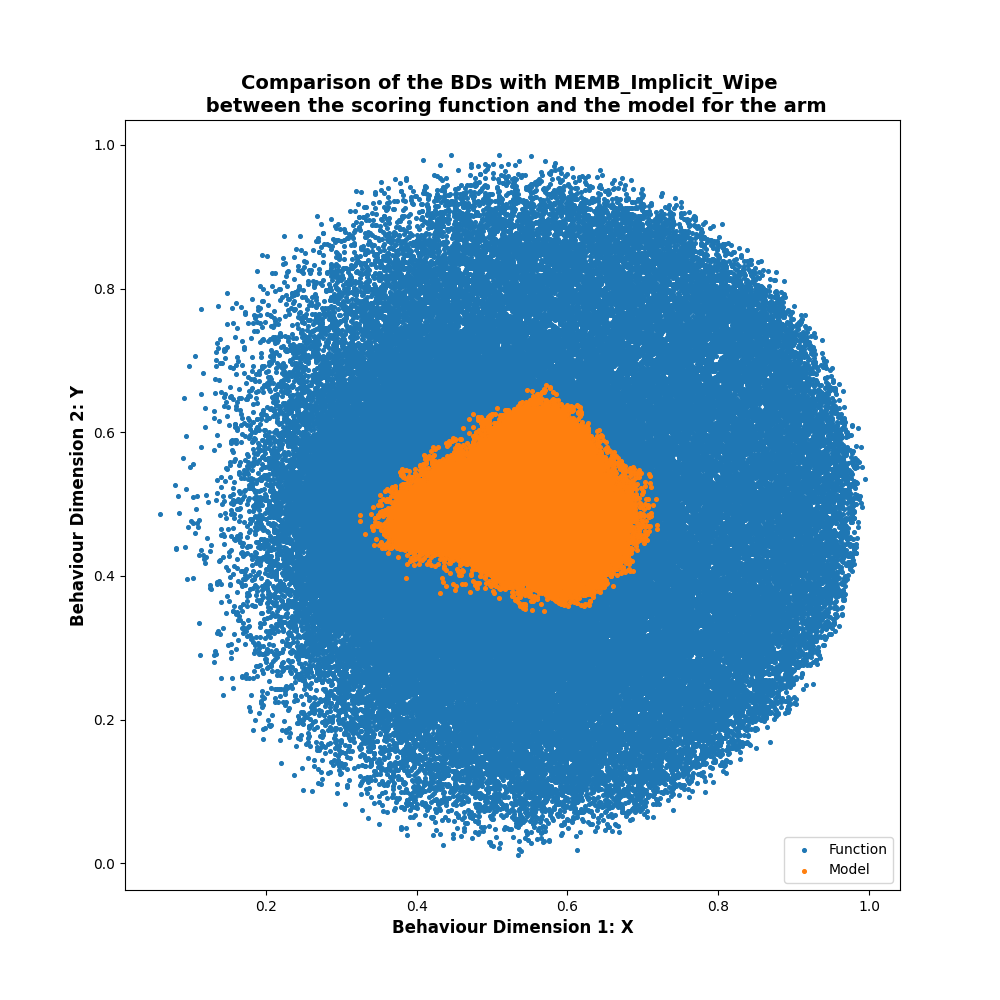 Comparison of the BDs with MEMB_Implicit_Wipe
between the scoring function and the model for the arm
1.0
0.8
0.6
0.4
0.2
0.0
Behaviour Dimension 2: Y
0.2
0.4
0.6
0.8
1.0
Behaviour Dimension 1: X
Function
Model